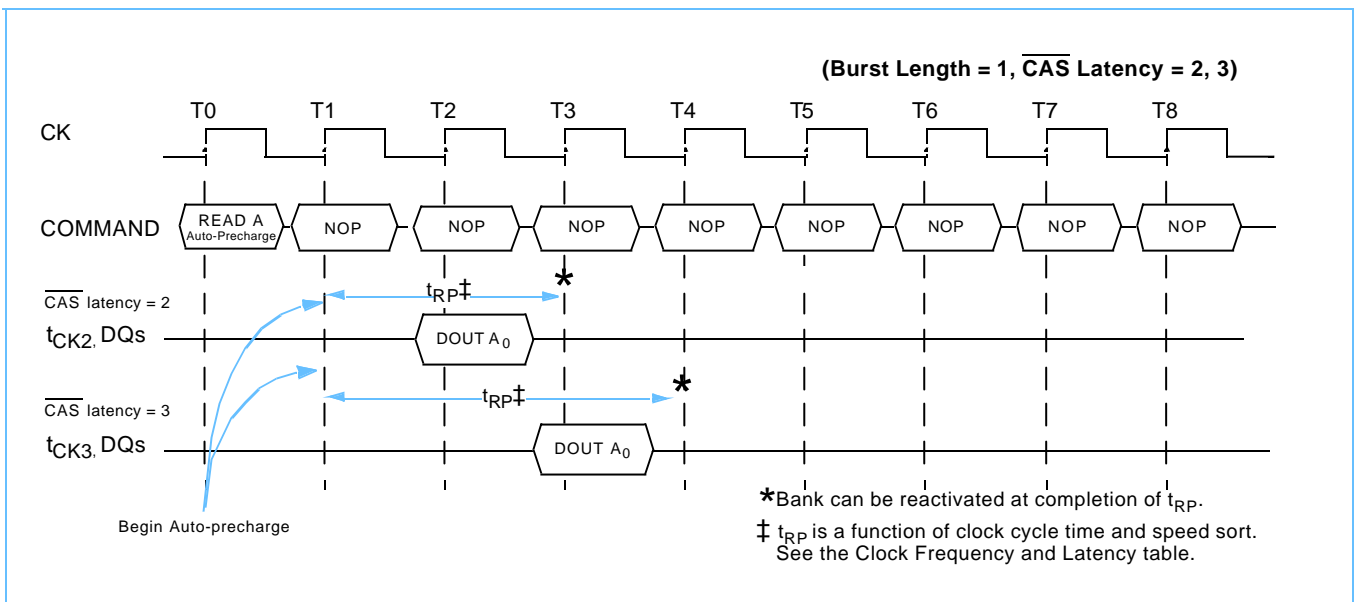 (Burst Length = 1, CAS Latency = 2, 3)
T0 T1 T2 T3 T4 T5 T6 T7 T8
CK
COMMAND
READ A
Auto-Precharge
NOP NOP NOP NOP NOP NOP NOP NOP
*
CAS latency = 2
tRP‡
tCK2, DQs
DOUT A0
*
CAS latency = 3
tRP‡
tCK3, DQs
DOUT A0
Begin Auto-precharge
*Bank can be reactivated at completion of tRP.
‡ tRP is a function of clock cycle time and speed sort.
See the Clock Frequency and Latency table.